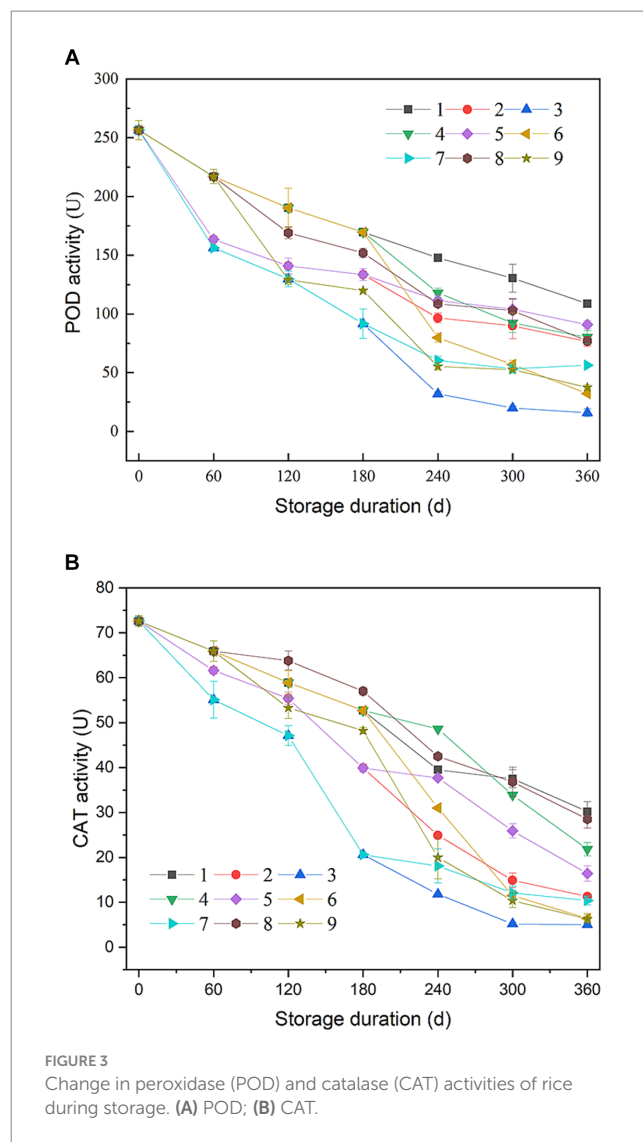 A
300
250
200
150
100
50
0
POD activity (U)
1 2 3
4 5 6
7 8 9
0 60 120 180 240 300 360
Storage duration (d)
B
80
70
60
50
40
30
20
10
0
CAT activity (U)
1 2 3
4 5 6
7 8 9
0 60 120 180 240 300 360
Storage duration (d)
FIGURE 3
Change in peroxidase (POD) and catalase (CAT) activities of rice
during storage. (A) POD; (B) CAT.